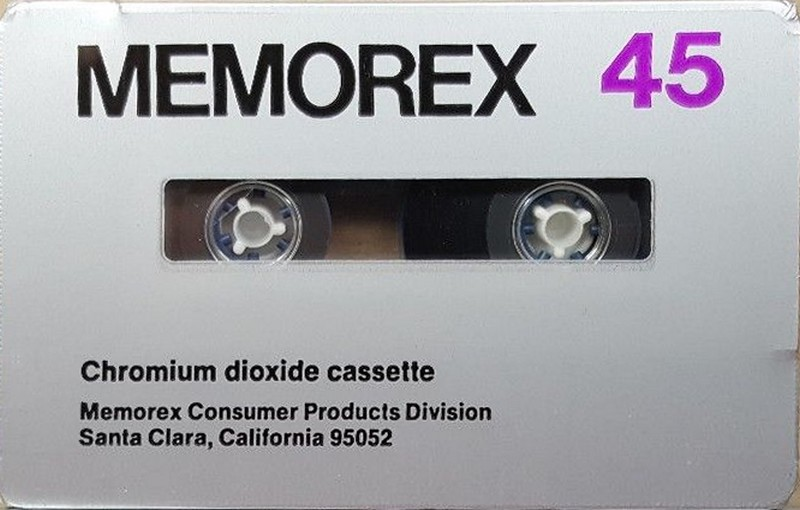 MEMOREX 45
Chromium dioxide cassette
Memorex Consumer Products Division
Santa Clara, California 95052